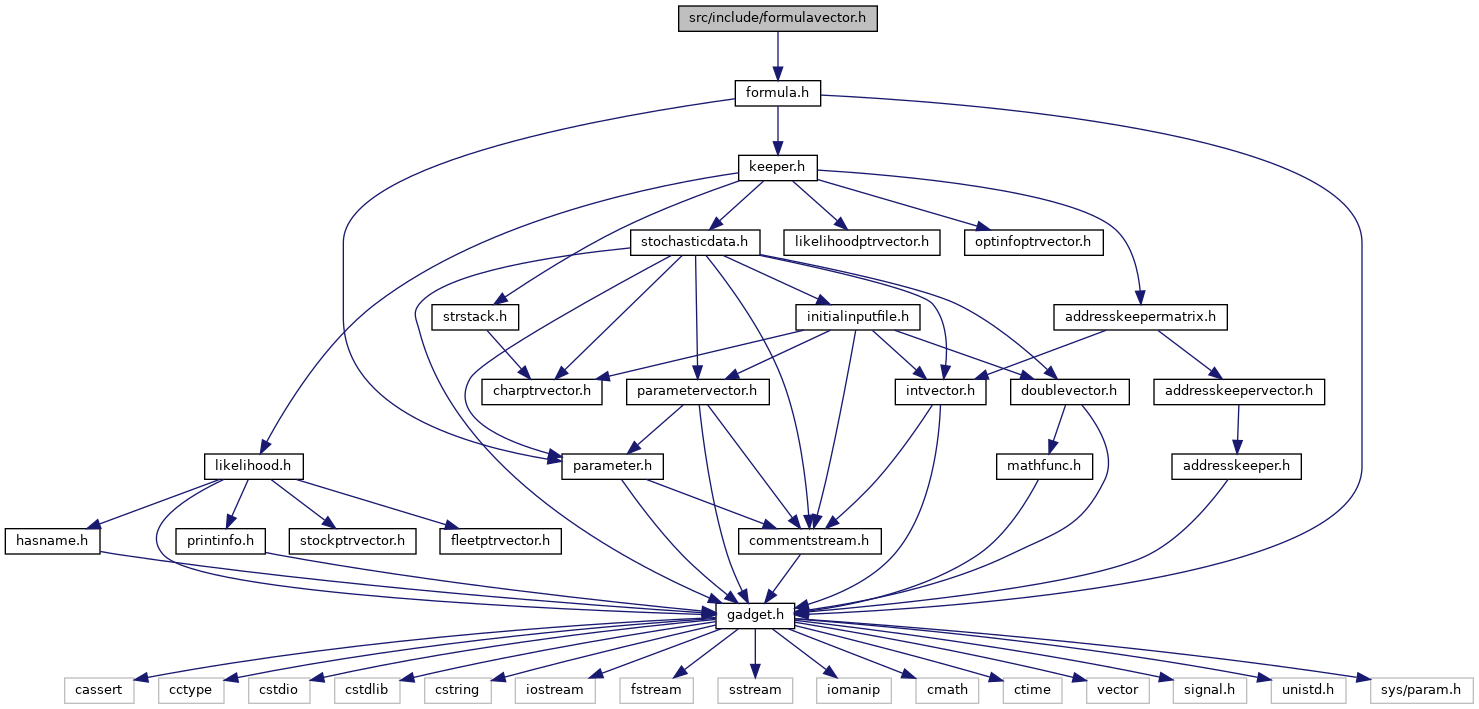 src/include/formulavector.h
formula.h
keeper.h
stochasticdata.h
likelihoodptrvector.h
optinfoptrvector.h
strstack.h
initialinputfile.h
addresskeepermatrix.h
charptrvector.h
parametervector.h
intvector.h
doublevector.h
addresskeepervector.h
likelihood.h
parameter.h
mathfunc.h
addresskeeper.h
hasname.h
printinfo.h
stockptrvector.h
fleetptrvector.h
commentstream.h
gadget.h
cassert
cctype
cstdio
cstdlib
cstring
iostream
fstream
sstream
iomanip
cmath
ctime
vector
signal.h
unistd.h
sys/param.h